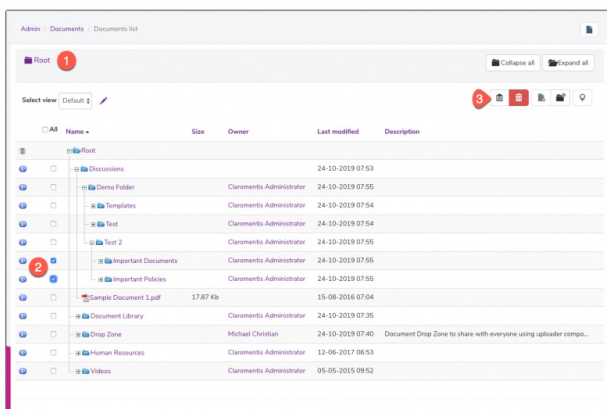 Admin / Documents / Documents list
Root 1
Collapse all Expand all
Select view Default 3
All Name Size Owner Last modified Description
Root
Discussions 24-10-2019 07:53
Demo Folder Claromentis Administrator 24-10-2019 07:55
Templates Claromentis Administrator 24-10-2019 07:54
Test Claromentis Administrator 24-10-2019 07:54
Test 2 Claromentis Administrator 24-10-2019 07:55
Important Documents Claromentis Administrator 24-10-2019 07:55
2 Important Policies Claromentis Administrator 24-10-2019 07:55
Sample Document 1.pdf 17.87 Kb 15-08-2016 07:04
Document Library Claromentis Administrator 24-10-2019 07:35
Drop Zone Michael Christian 24-10-2019 07:40 Document Drop Zone to share with everyone using uploader compo...
Human Resources Claromentis Administrator 12-06-2017 06:53
Videos Claromentis Administrator 05-05-2015 09:52